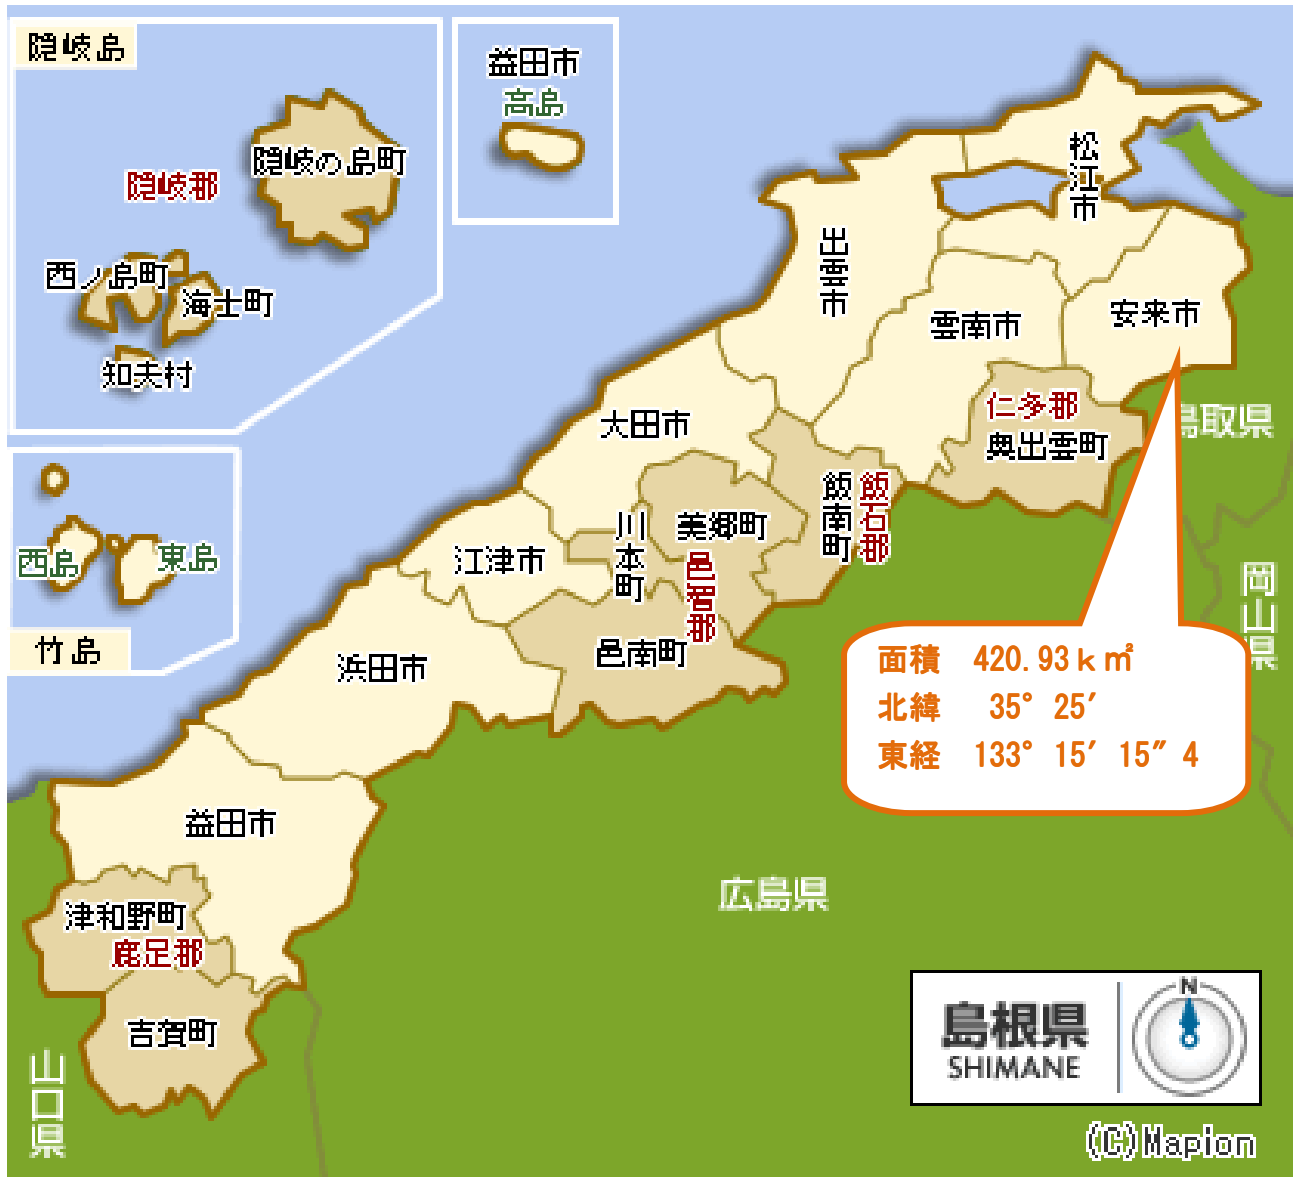 隠岐島
隠岐の島町
隠岐郡
西ノ島町
海士町
知夫村
益田市
高島
松江市
出雲市
雲南市
安来市
仁多郡
奥出雲町
鳥取県
大田市
飯南町
飯石郡
美郷町
川本町
邑智郡
江津市
邑南町
浜田市
西島
東島
竹島
岡山県
面積 420.93ｋ㎡
北緯 35° 25′
東経 133° 15′ 15″ 4
益田市
津和野町
鹿足郡
吉賀町
広島県
山口県
島根県
SHIMANE
N
(C)Mapion